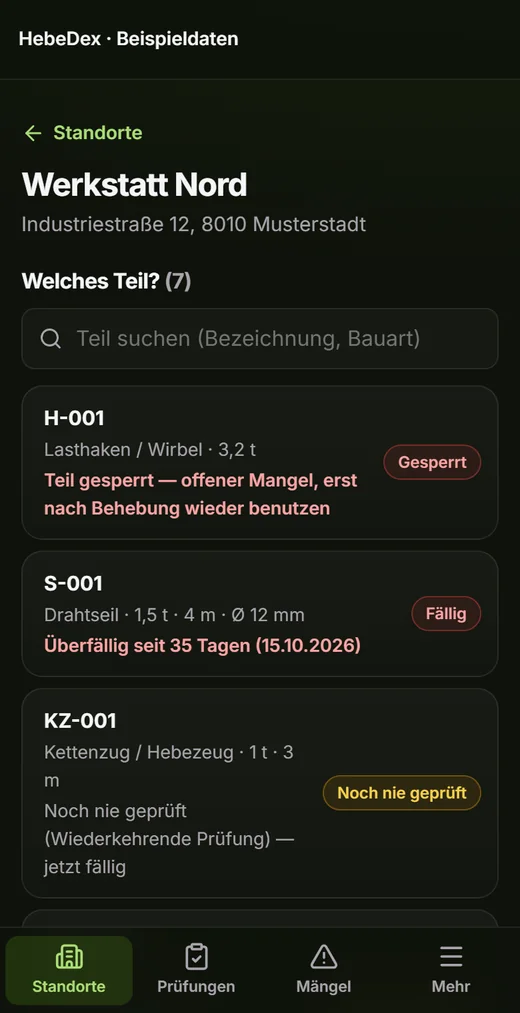 HebeDex · Beispieldaten
← Standorte
Werkstatt Nord
Industriestraße 12, 8010 Musterstadt
Welches Teil? (7)
Teil suchen (Bezeichnung, Bauart)
H-001
Lasthaken / Wirbel · 3,2 t
Teil gesperrt — offener Mangel, erst
nach Behebung wieder benutzen
Gesperrt
S-001
Drahtseil · 1,5 t · 4 m · Ø 12 mm
Überfällig seit 35 Tagen (15.10.2026)
Fällig
KZ-001
Kettenzug / Hebezeug · 1 t · 3
m
Noch nie geprüft
(Wiederkehrende Prüfung) —
jetzt fällig
Noch nie geprüft
Standorte
Prüfungen
Mängel
Mehr